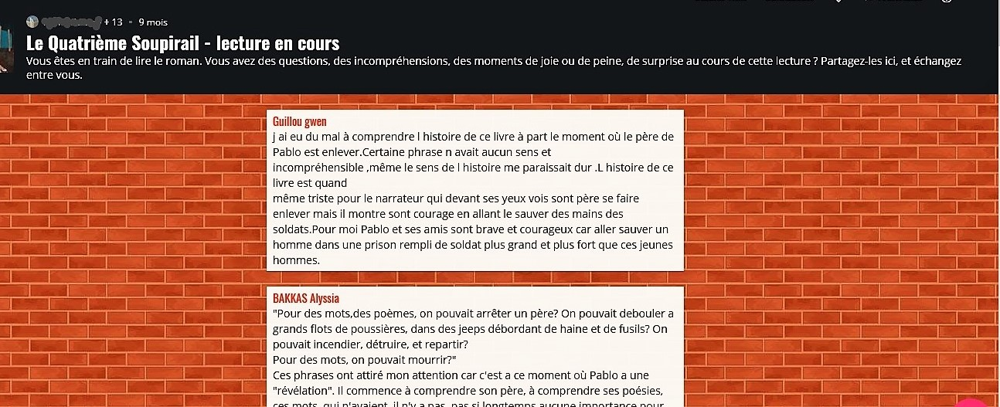 + 13 • 9 mois
Le Quatrième Soupirail - lecture en cours
Vous êtes en train de lire le roman. Vous avez des questions, des incompréhensions, des moments de joie ou de peine, de surprise au cours de cette lecture ? Partagez-les ici, et échangez
entre vous.
Guillou gwen
j ai eu du mal à comprendre l histoire de ce livre à part le moment où le père de
Pablo est enlever.Certaine phrase n avait aucun sens et
incompréhensible ,même le sens de l histoire me paraissait dur .L histoire de ce
livre est quand
même triste pour le narrateur qui devant ses yeux vois sont père se faire
enlever mais il montre sont courage en allant le sauver des mains des
soldats.Pour moi Pablo et ses amis sont brave et courageux car aller sauver un
homme dans une prison rempli de soldat plus grand et plus fort que ces jeunes
hommes.
BAKKAS Alyssia
"Pour des mots,des poèmes, on pouvait arrêter un père? On pouvait debouler a
grands flots de poussières, dans des jeeps débordant de haine et de fusils? On
pouvait incendier, détruire, et repartir?
Pour des mots, on pouvait mourrir?"
Ces phrases ont attiré mon attention car c'est a ce moment où Pablo a une
"révélation". Il commence à comprendre son père, à comprendre ses poésies,
ces mots, qui n'avaient, il n'y a pas, pas si longtemps aucune importance pour